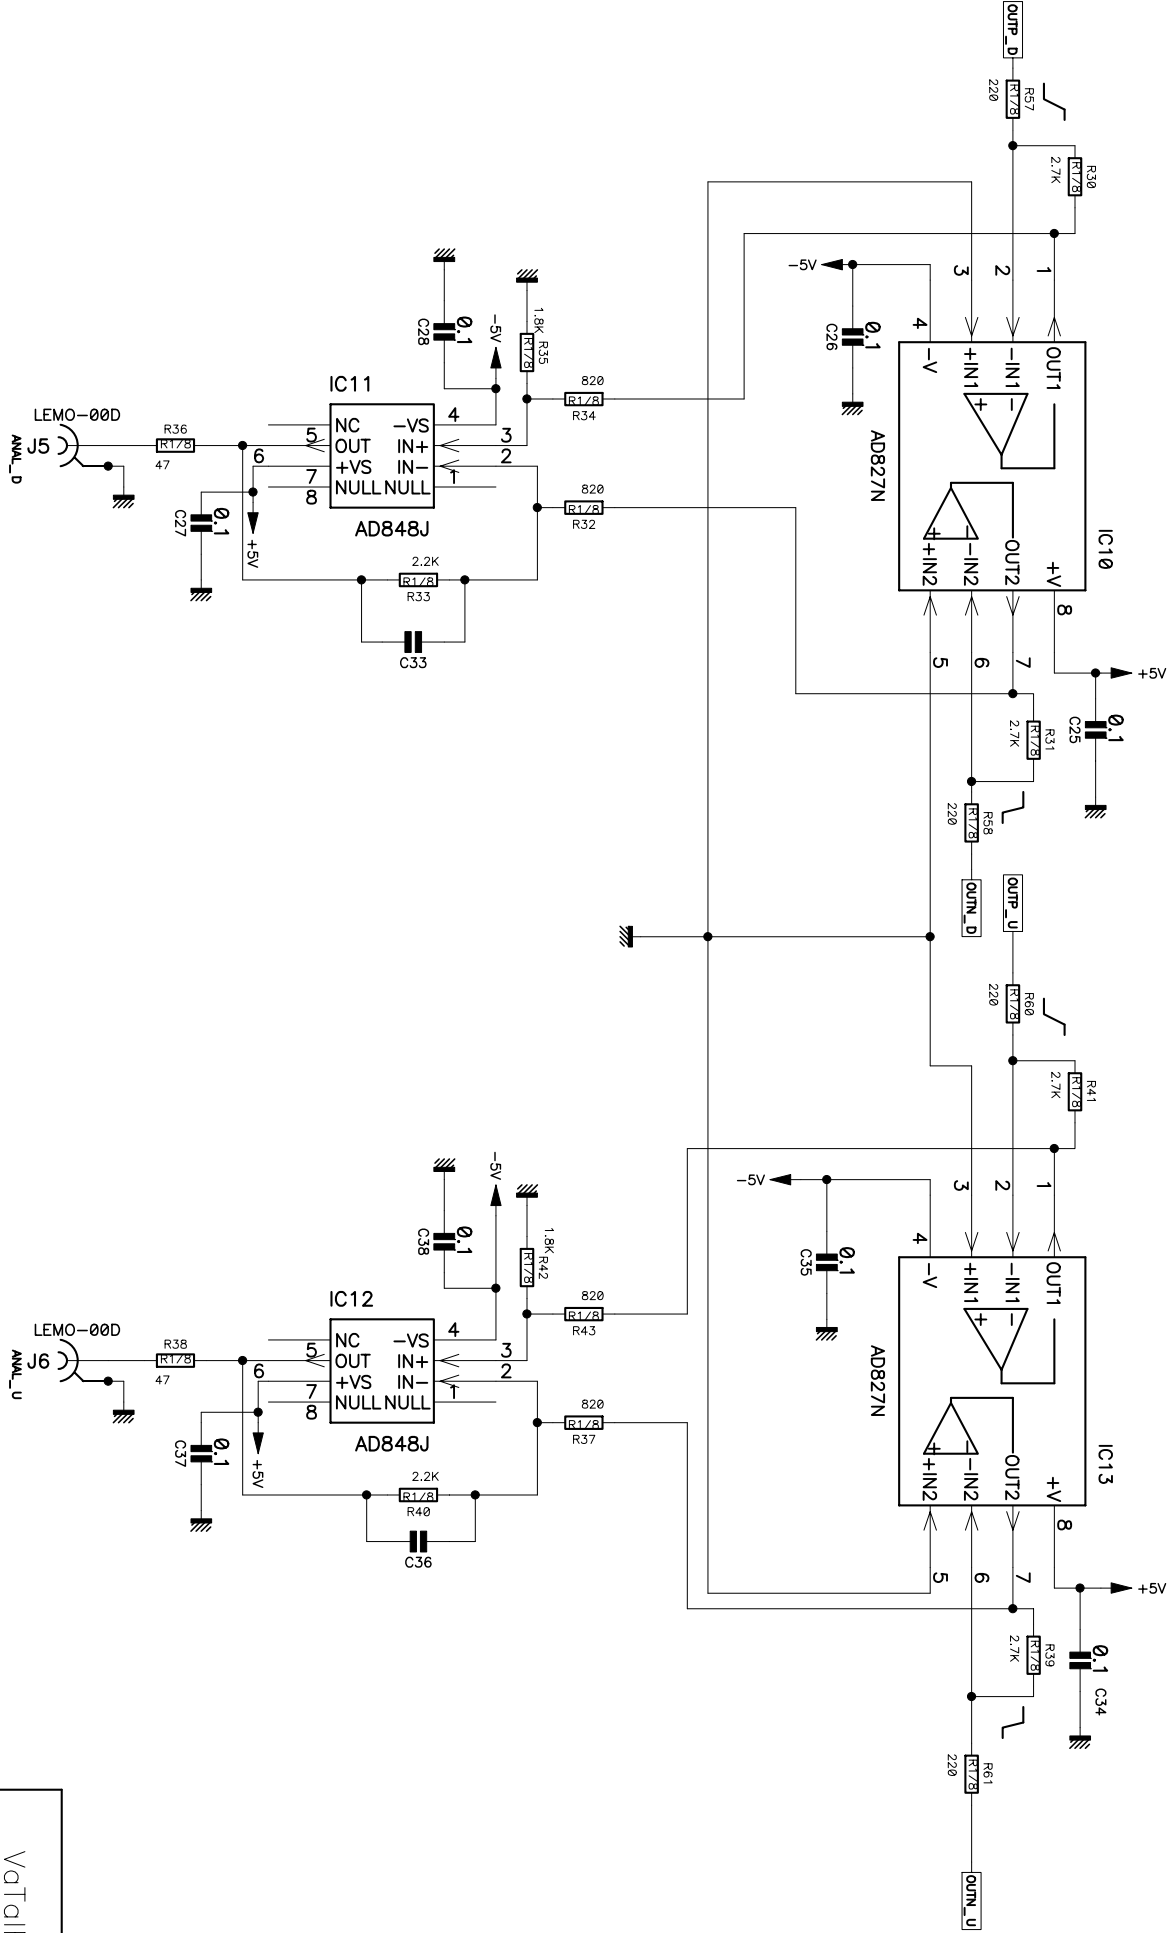 OUTP_D
R57
R1/8
220
R30
R1/8
2.7K
3
2
1
-5V
4
0.1
C26
-V
+IN1
-IN1
OUT1
AD827N
IC10
+IN2
-IN2
OUT2
+V
5
6
7
8
+5V
0.1
C25
R31
R1/8
2.7K
R58
R1/8
220
OUTN_D
0.1
C28
-5V
1.8K
R35
R1/8
820
R1/8
R34
IC11
NC
-VS
4
5
OUT
IN+
3
6
+VS
IN-
2
7
NULL
NULL
1
8
AD848J
820
R1/8
R32
LEMO-00D
J5
ANAL_D
R36
R1/8
47
0.1
C27
+5V
2.2K
R1/8
R33
C33
OUTP_U
R60
R1/8
220
R41
R1/8
2.7K
3
2
1
-5V
4
0.1
C35
-V
+IN1
-IN1
OUT1
AD827N
IC13
+IN2
-IN2
OUT2
+V
5
6
7
8
+5V
0.1
C34
R39
R1/8
2.7K
R61
R1/8
220
OUTN_U
0.1
C38
-5V
1.8K
R42
R1/8
820
R1/8
R43
IC12
NC
-VS
4
5
OUT
IN+
3
6
+VS
IN-
2
7
NULL
NULL
1
8
AD848J
820
R1/8
R37
LEMO-00D
J6
ANAL_U
R38
R1/8
47
0.1
C37
+5V
2.2K
R1/8
R40
C36